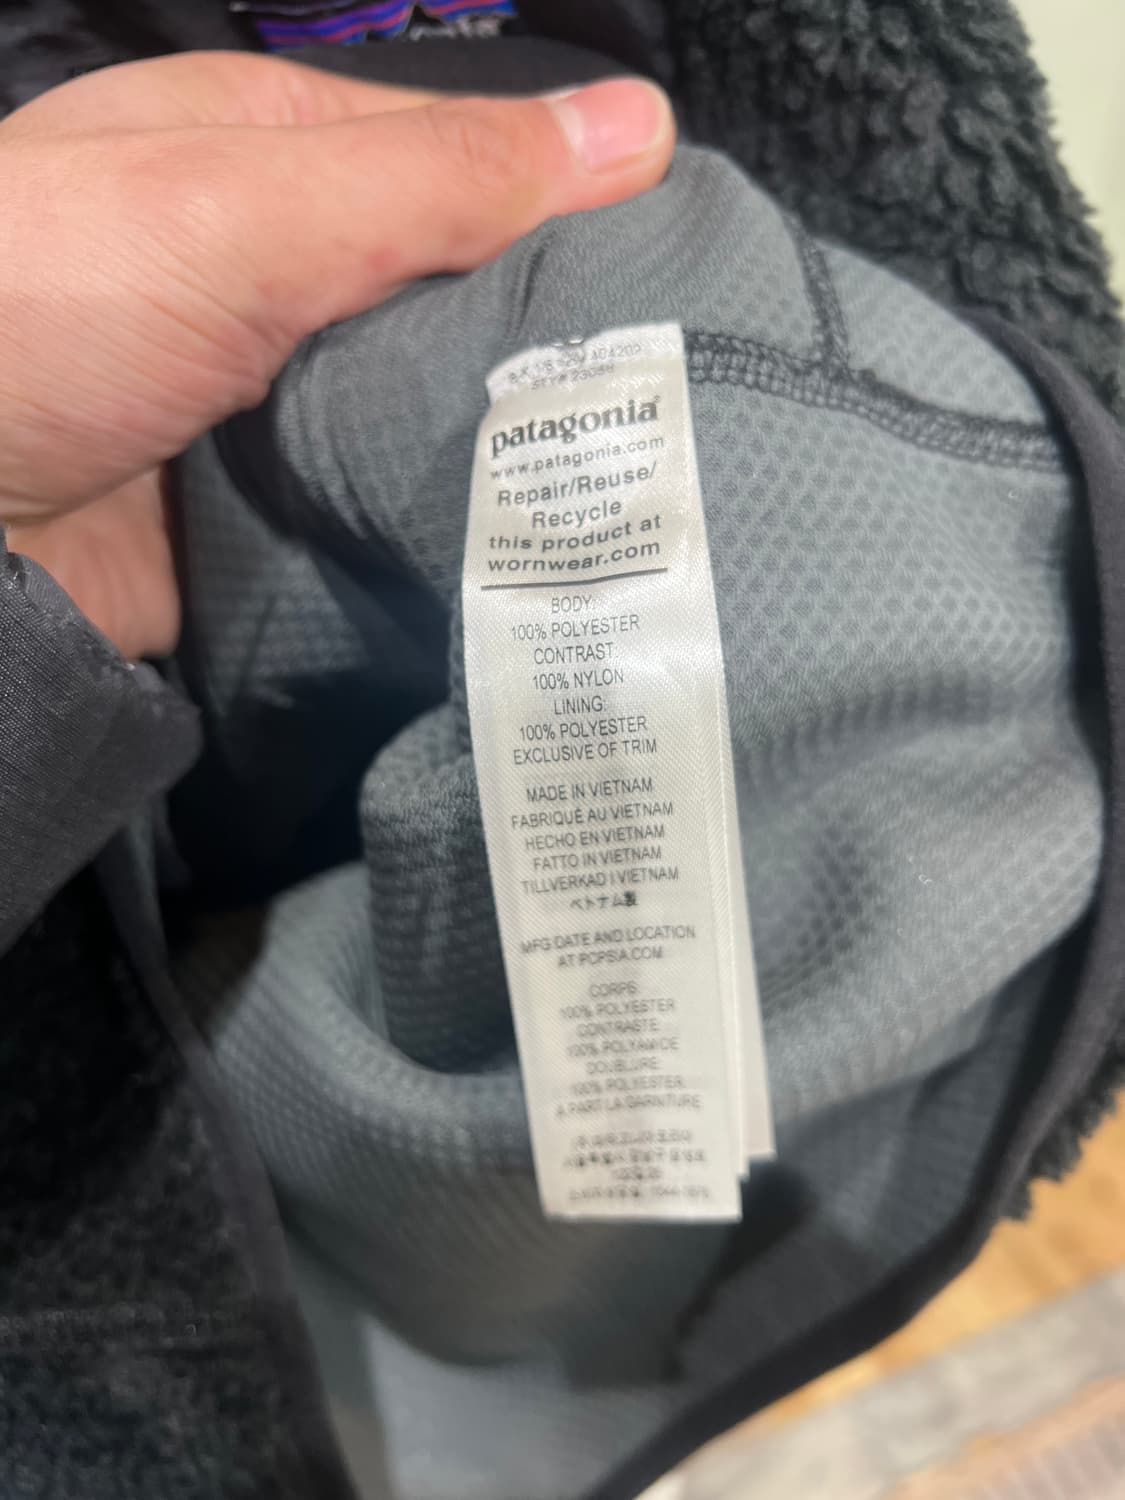 patagonia®
www.patagonia.com
Repair/Reuse/
Recycle
this product at
wornwear.com
BODY:
100% POLYESTER
CONTRAST
100% NYLON
LINING:
100% POLYESTER
EXCLUSIVE OF TRIM
MADE IN VIETNAM
FABRIQUÉ AU VIETNAM
HECHO EN VIETNAM
FATTO IN VIETNAM
TILLVERKAD I VIETNAM
ベトナム製
MFG DATE AND LOCATION
AT PCPSIA.COM
CORPS:
100% POLYESTER
CONTRASTE
100% POLYAMIDE
DOUBLURE:
100% POLYESTER
A PART LA GARNITURE